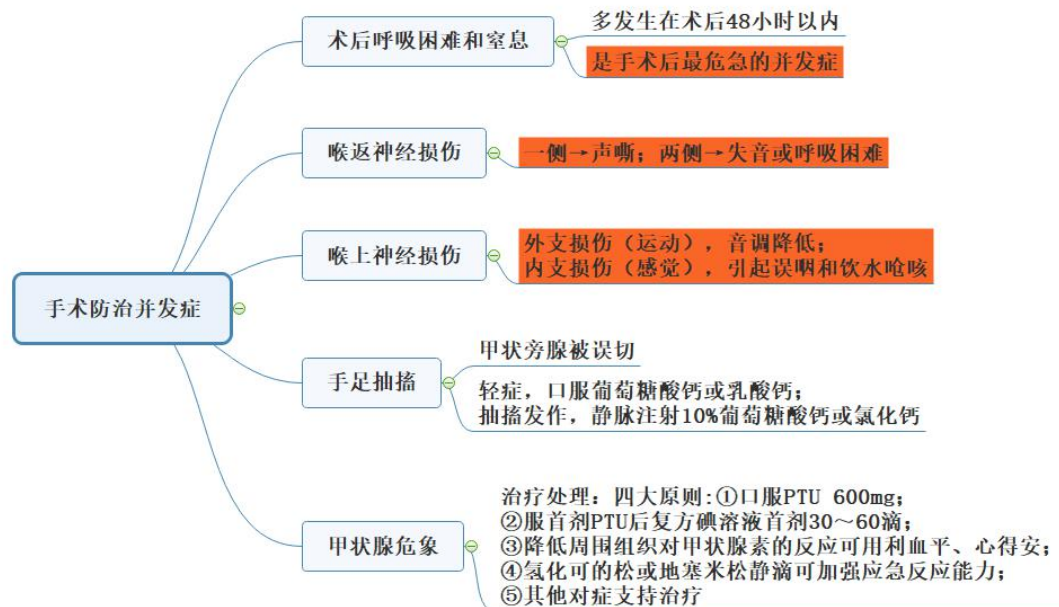 手术防治并发症
术后呼吸困难和窒息
多发生在术后48小时以内
是手术后最危急的并发症
喉返神经损伤
一侧→声嘶；两侧→失音或呼吸困难
喉上神经损伤
外支损伤（运动），音调降低；
内支损伤（感觉），引起误咽和饮水呛咳
手足抽搐
甲状旁腺被误切
轻症，口服葡萄糖酸钙或乳酸钙；
抽搐发作，静脉注射10%葡萄糖酸钙或氯化钙
甲状腺危象
治疗处理：四大原则:①口服PTU 600mg；
②服首剂PTU后复方碘溶液首剂30～60滴；
③降低周围组织对甲状腺素的反应可用利血平、心得安；
④氢化可的松或地塞米松静滴可加强应急反应能力；
⑤其他对症支持治疗